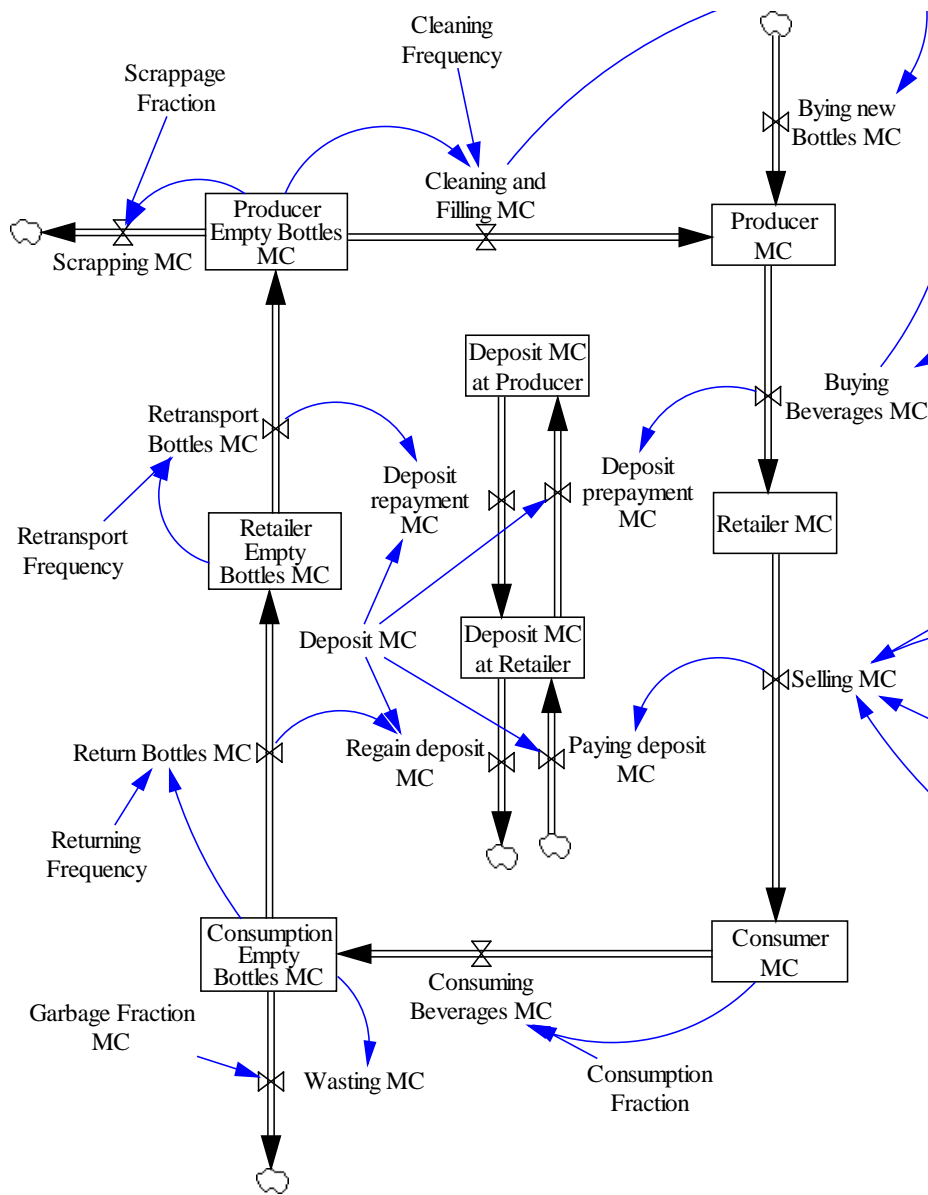 Cleaning
Frequency
Scrappage
Fraction
Bying new
Bottles MC
Cleaning and
Filling MC
Producer
Empty Bottles
MC
Producer
MC
Scrapping MC
Deposit MC
at Producer
Buying
Beverages MC
Retransport
Bottles MC
Deposit
repayment
MC
Deposit
prepayment
MC
Retailer MC
Retransport
Frequency
Retailer
Empty
Bottles MC
Deposit MC
Deposit MC
at Retailer
Selling MC
Return Bottles MC
Regain deposit
MC
Paying deposit
MC
Returning
Frequency
Consumption
Empty
Bottles MC
Consumer
MC
Consuming
Beverages MC
Garbage Fraction
MC
Wasting MC
Consumption
Fraction